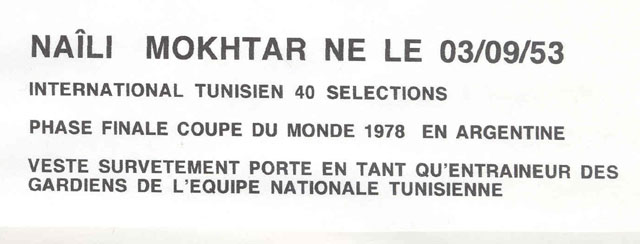 NAÎLI MOKHTAR NE LE 03/09/53
INTERNATIONAL TUNISIEN 40 SELECTIONS
PHASE FINALE COUPE DU MONDE 1978 EN ARGENTINE
VESTE SURVETEMENT PORTE EN TANT QU'ENTRAINEUR DES
GARDIENS DE L'EQUIPE NATIONALE TUNISIENNE